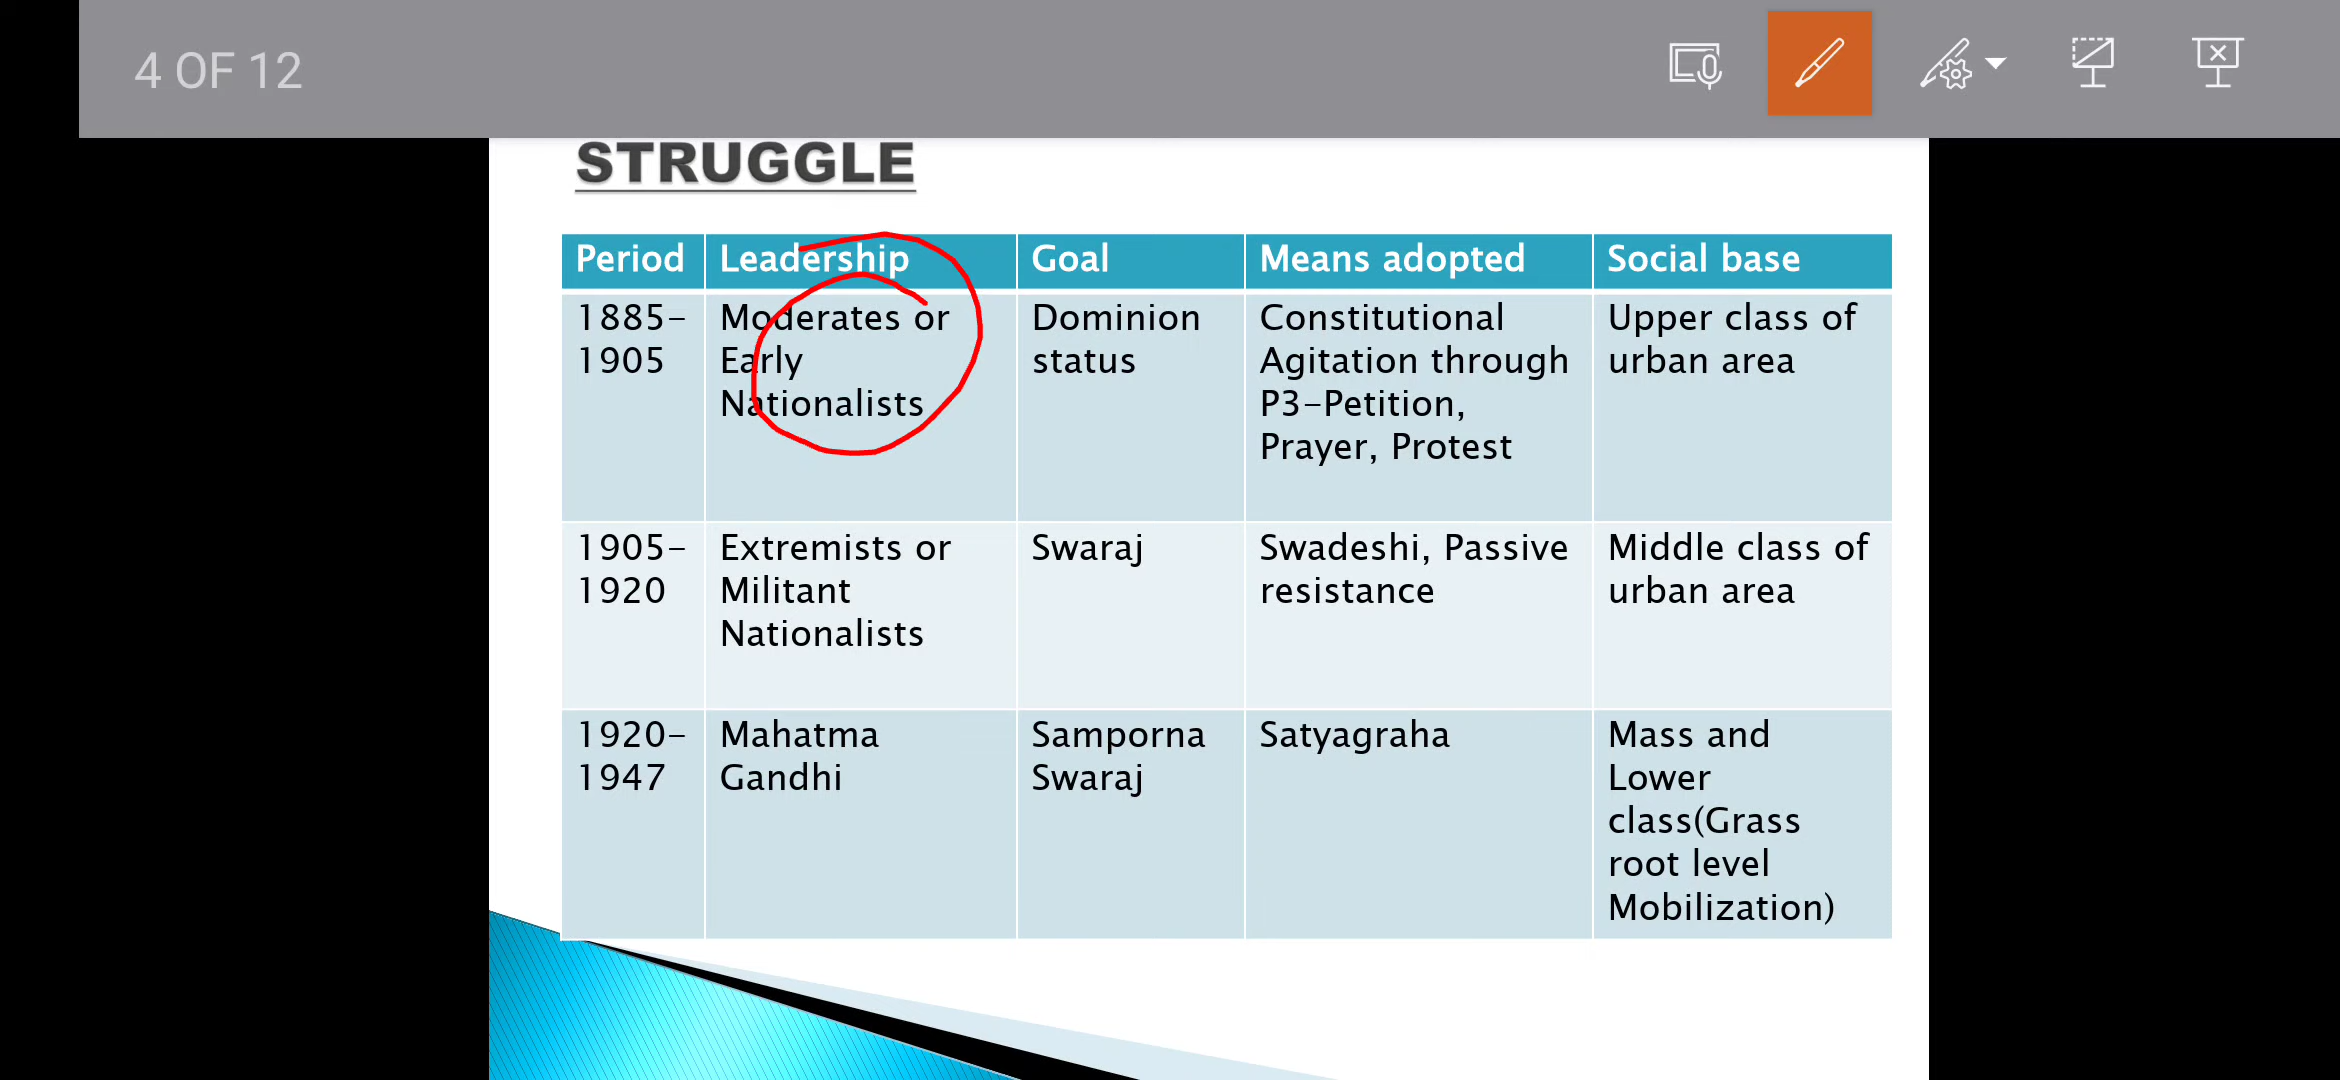 4 OF 12
STRUGGLE
Period Leadership Goal Means adopted Social base
1885-
1905
Moderates or
Early
Nationalists
Dominion
status
Constitutional
Agitation through
P3-Petition,
Prayer, Protest
Upper class of
urban area
1905-
1920
Extremists or
Militant
Nationalists
Swaraj
Swadeshi, Passive
resistance
Middle class of
urban area
1920-
1947
Mahatma
Gandhi
Samporna
Swaraj
Satyagraha
Mass and
Lower
class(Grass
root level
Mobilization)